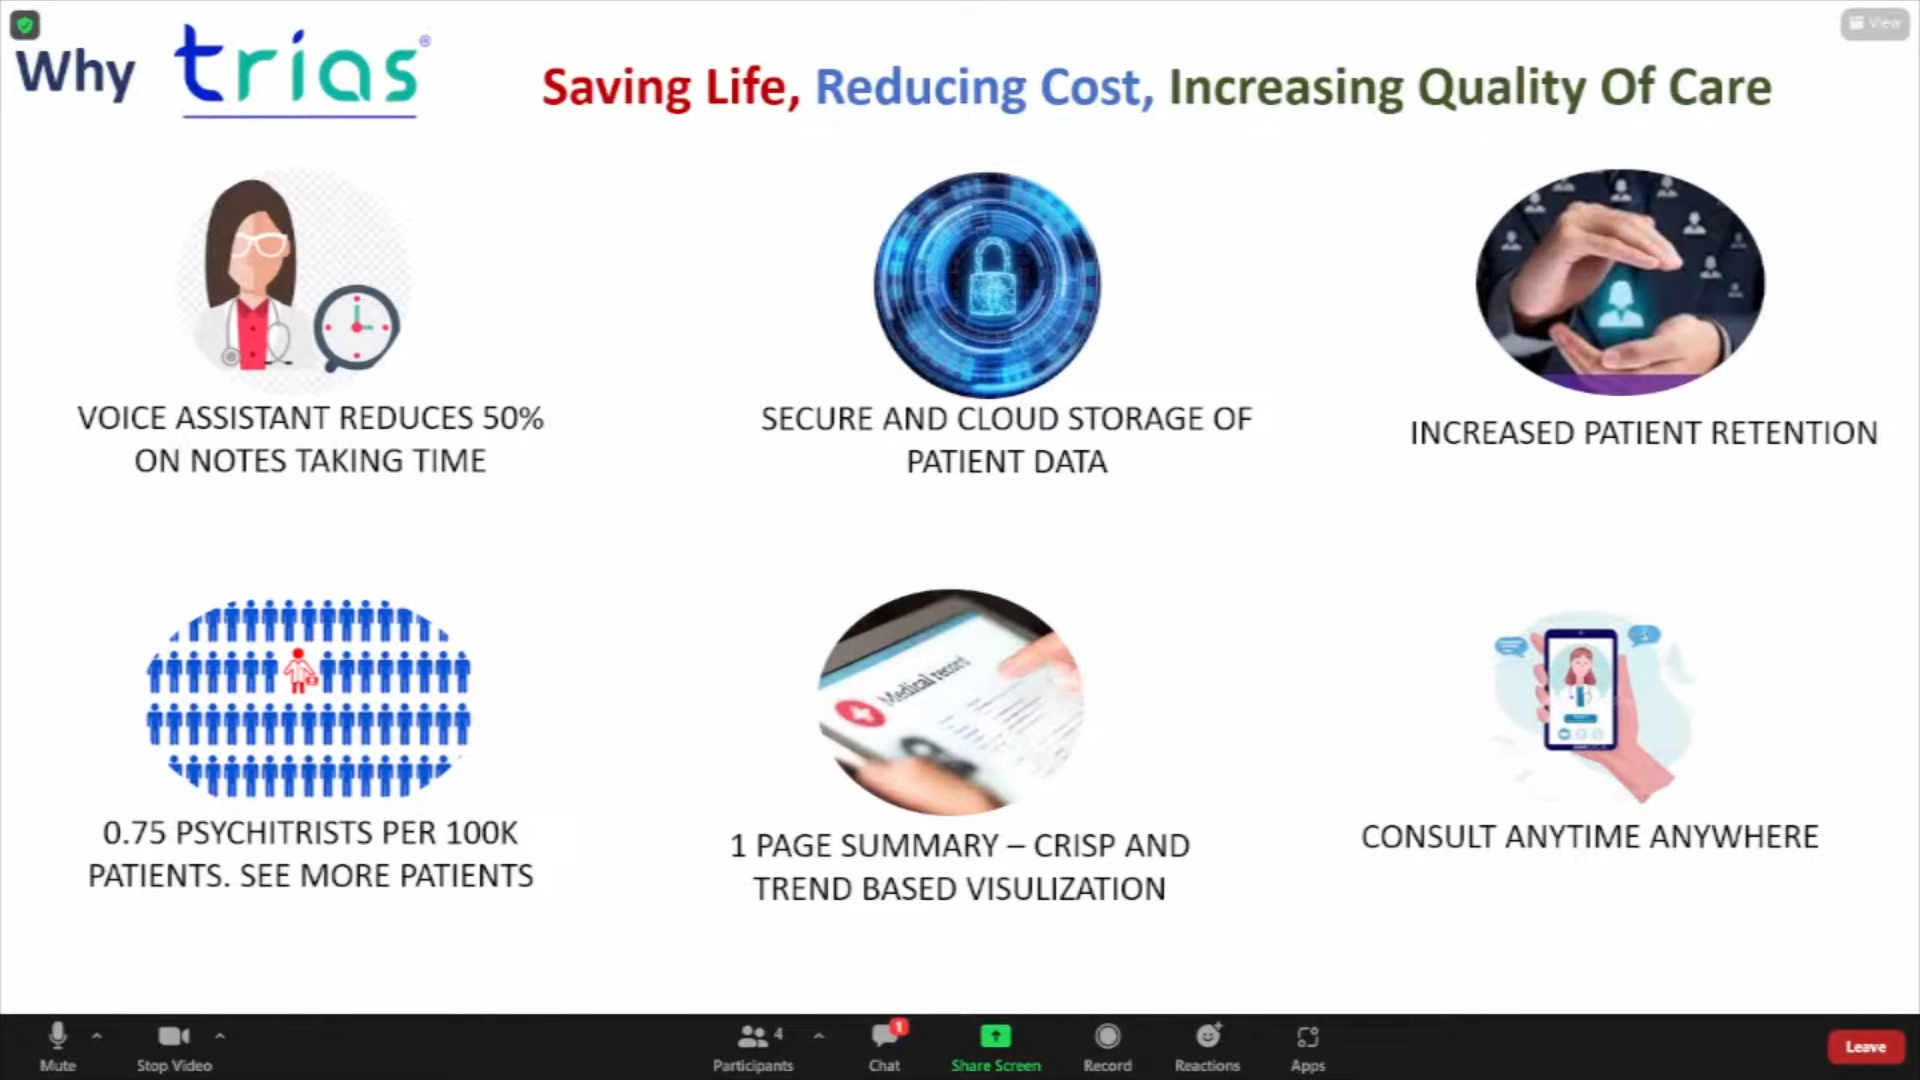 View
Why trias®
Saving Life, Reducing Cost, Increasing Quality Of Care
VOICE ASSISTANT REDUCES 50%
ON NOTES TAKING TIME
SECURE AND CLOUD STORAGE OF
PATIENT DATA
INCREASED PATIENT RETENTION
Medical record
0.75 PSYCHITRISTS PER 100K
PATIENTS. SEE MORE PATIENTS
1 PAGE SUMMARY – CRISP AND
TREND BASED VISULIZATION
CONSULT ANYTIME ANYWHERE
4
1
Mute
Stop Video
Participants
Chat
Share Screen
Record
Reactions
Apps
Leave